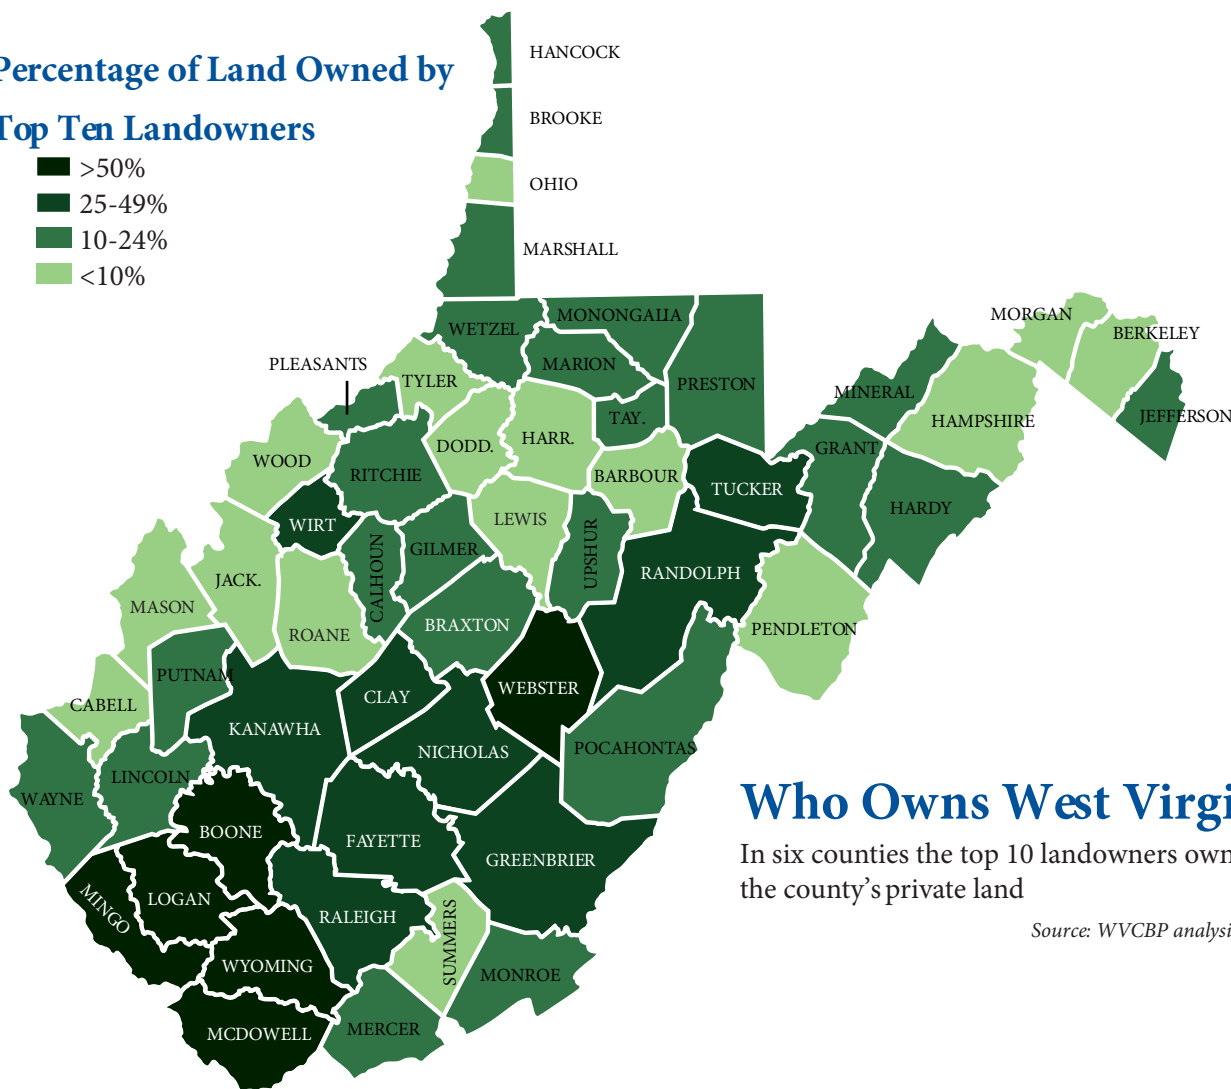 Percentage of Land Owned by
Top Ten Landowners
>50%
25-49%
10-24%
<10%
HANCOCK
BROOKE
OHIO
MARSHALL
WETZEL
MONONGALIA
MORGAN
BERKELEY
PLEASANTS
TYLER
MARION
PRESTON
MINERAL
JEFFERSON
HAMPSHIRE
TAY.
DODD.
HARR.
GRANT
WOOD
RITCHIE
BARBOUR
TUCKER
HARDY
WIRT
LEWIS
GILMER
UPSHUR
CALHOUN
RANDOLPH
JACK.
MASON
ROANE
BRAXTON
PENDLETON
PUTNAM
CABELL
CLAY
WEBSTER
KANAWHA
NICHOLAS
POCAHONTAS
LINCOLN
WAYNE
BOONE
FAYETTE
GREENBRIER
LOGAN
MINGO
RALEIGH
SUMMERS
WYOMING
MONROE
MCDOWELL
MERCER
Who Owns West Virgi
In six counties the top 10 landowners own
the county's private land
Source: WVCBP analysi